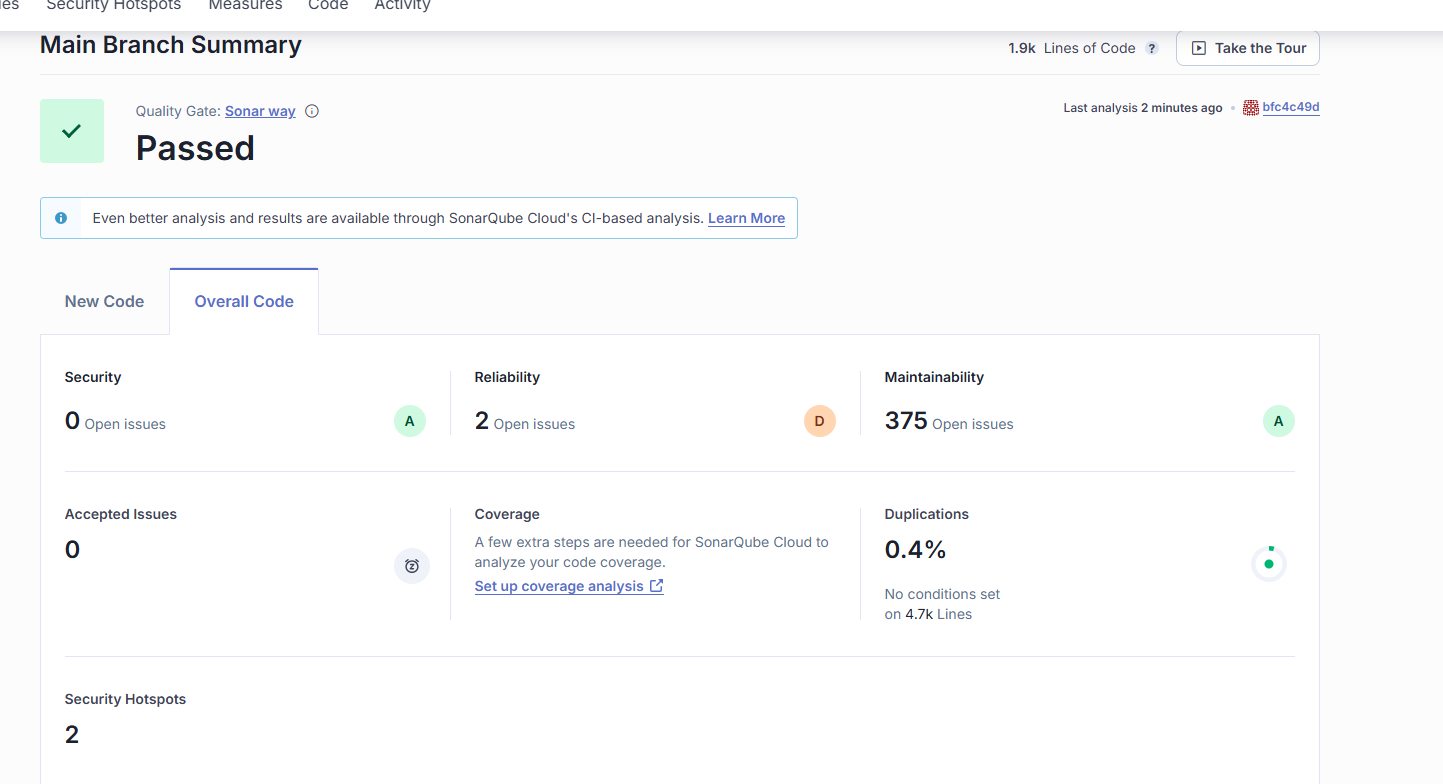 Security Hotspots Measures Code Activity
Main Branch Summary
1.9k Lines of Code ? Take the Tour
Quality Gate: Sonar way
Passed
Last analysis 2 minutes ago • bfc4c49d
Even better analysis and results are available through SonarQube Cloud's CI-based analysis. Learn More
New Code Overall Code
Security
0 Open issues A
Reliability
2 Open issues D
Maintainability
375 Open issues A
Accepted Issues
0
Coverage
A few extra steps are needed for SonarQube Cloud to
analyze your code coverage.
Set up coverage analysis
Duplications
0.4%
No conditions set
on 4.7k Lines
Security Hotspots
2